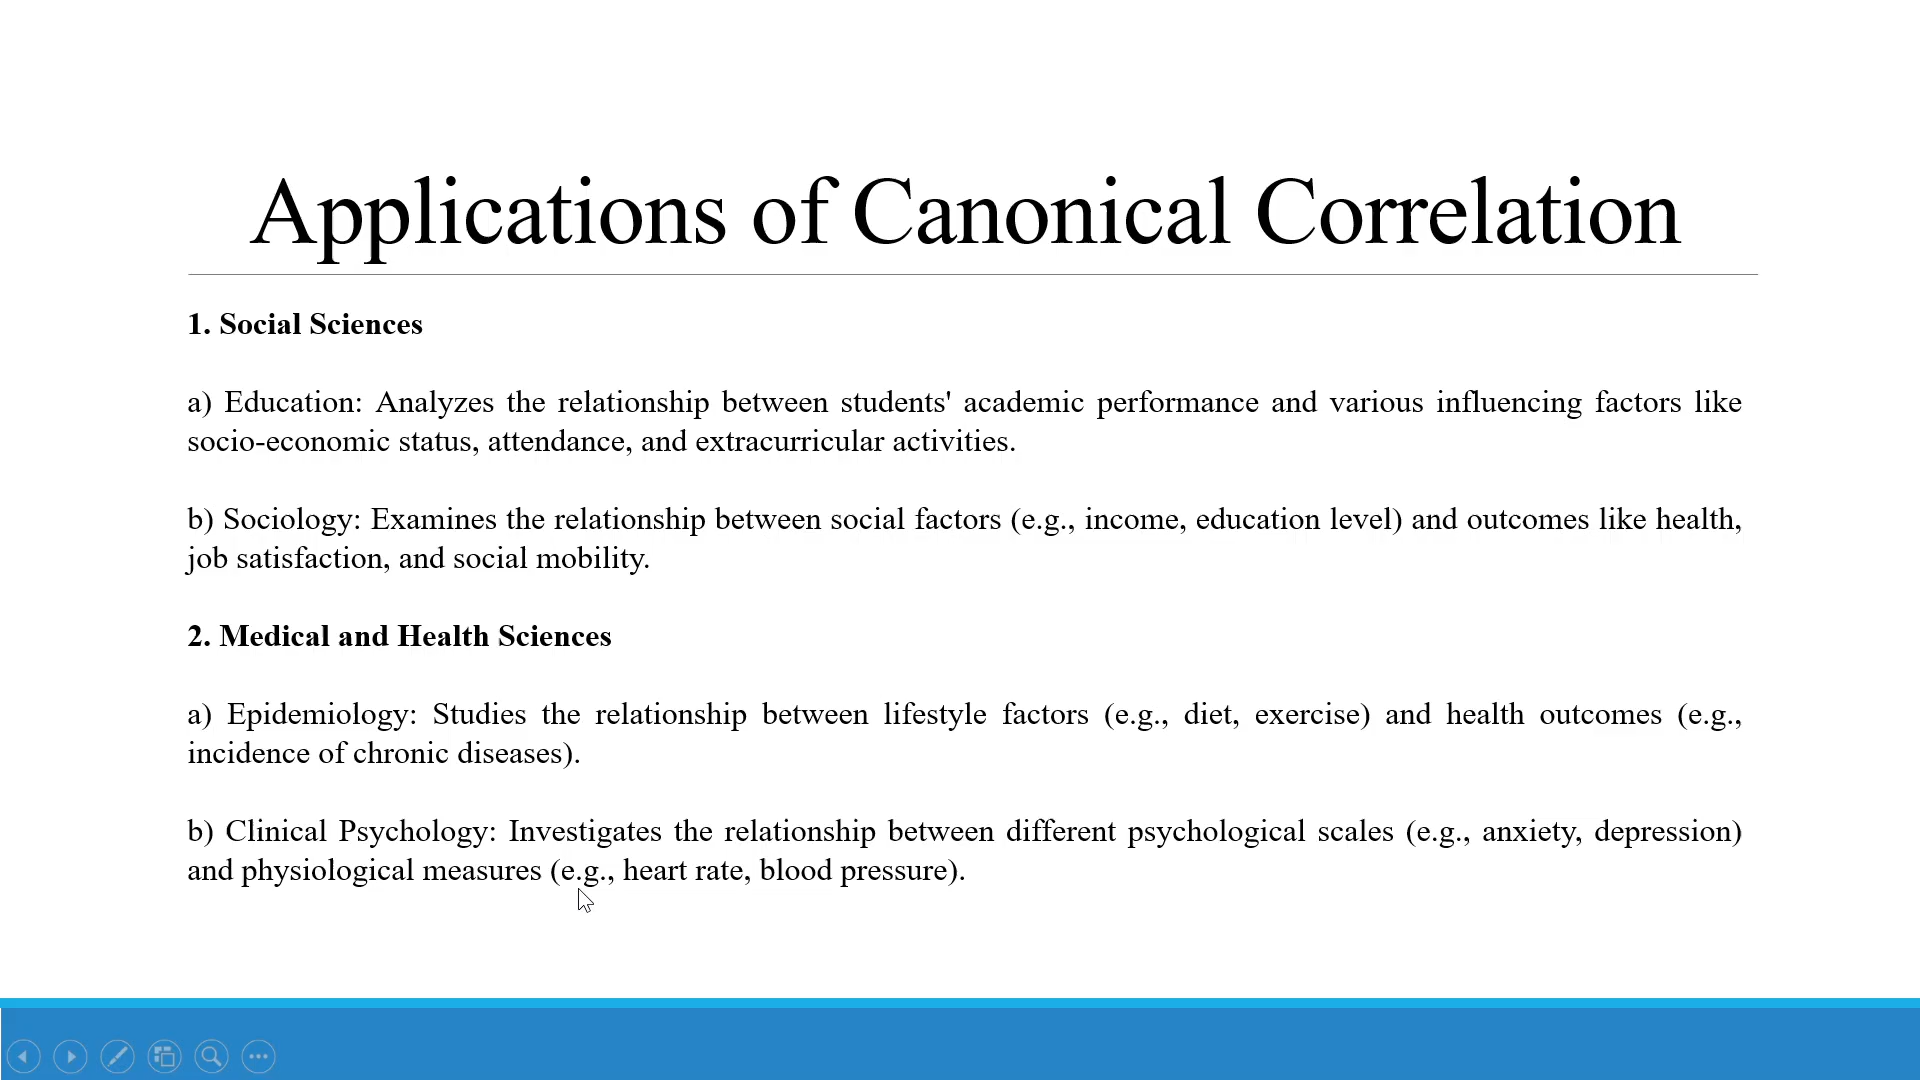 Applications of Canonical Correlation
1. Social Sciences
a) Education: Analyzes the relationship between students' academic performance and various influencing factors like
socio-economic status, attendance, and extracurricular activities.
b) Sociology: Examines the relationship between social factors (e.g., income, education level) and outcomes like health,
job satisfaction, and social mobility.
2. Medical and Health Sciences
a) Epidemiology: Studies the relationship between lifestyle factors (e.g., diet, exercise) and health outcomes (e.g.,
incidence of chronic diseases).
b) Clinical Psychology: Investigates the relationship between different psychological scales (e.g., anxiety, depression)
and physiological measures (e.g., heart rate, blood pressure).